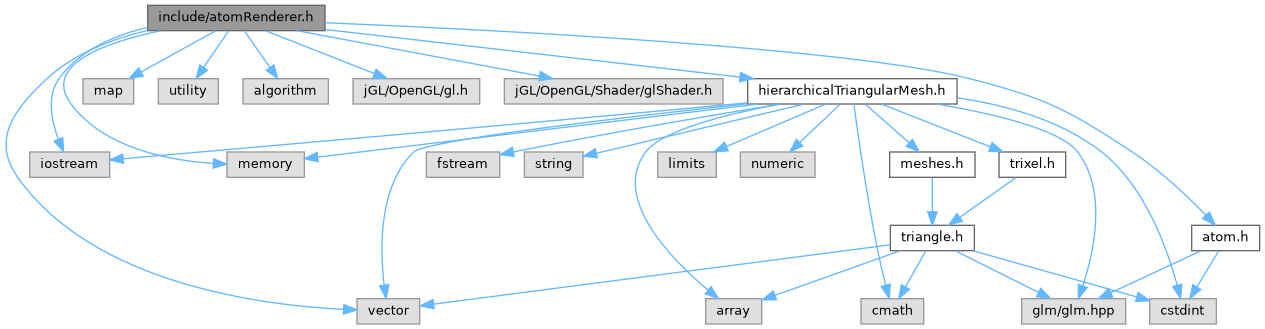 include/atomRenderer.h
map
utility
algorithm
jGL/OpenGL/gl.h
jGL/OpenGL/Shader/glShader.h
hierarchicalTriangularMesh.h
iostream
memory
fstream
string
limits
numeric
meshes.h
trixel.h
triangle.h
atom.h
vector
array
cmath
glm/glm.hpp
cstdint